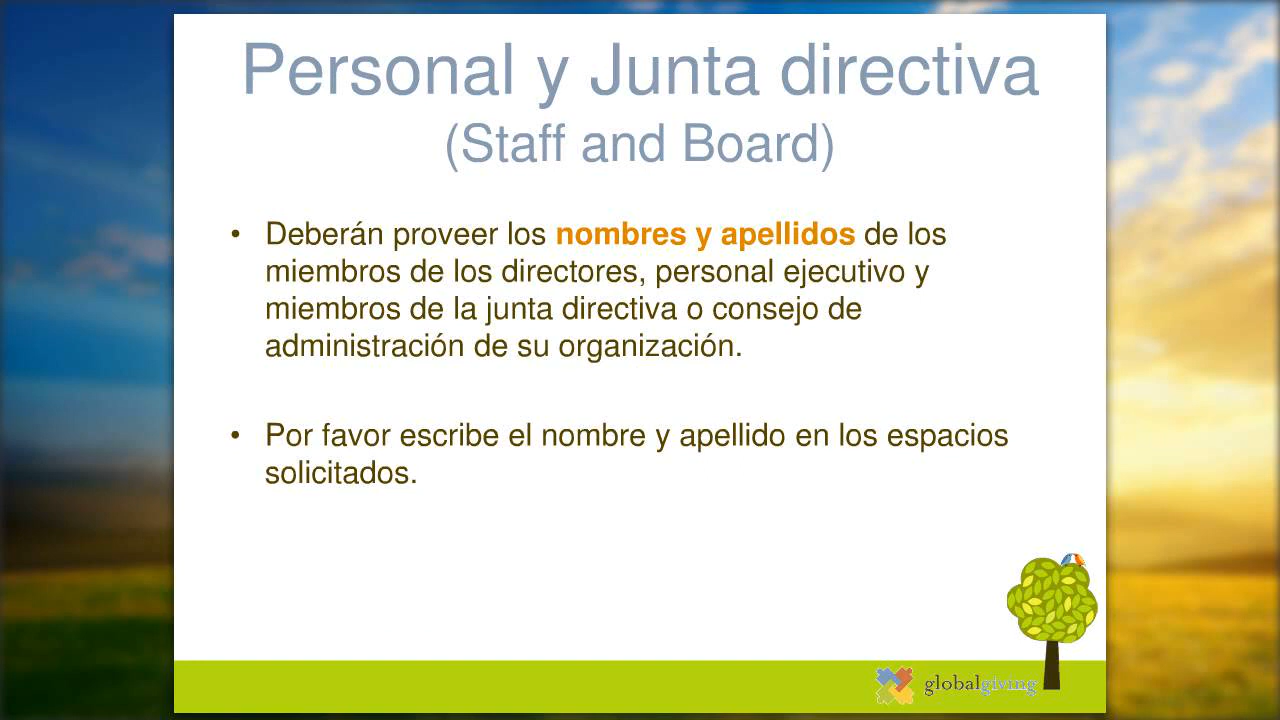 Personal y Junta directiva
(Staff and Board)
• Deberán proveer los nombres y apellidos de los
miembros de los directores, personal ejecutivo y
miembros de la junta directiva o consejo de
administración de su organización.
• Por favor escribe el nombre y apellido en los espacios
solicitados.
globalgiving